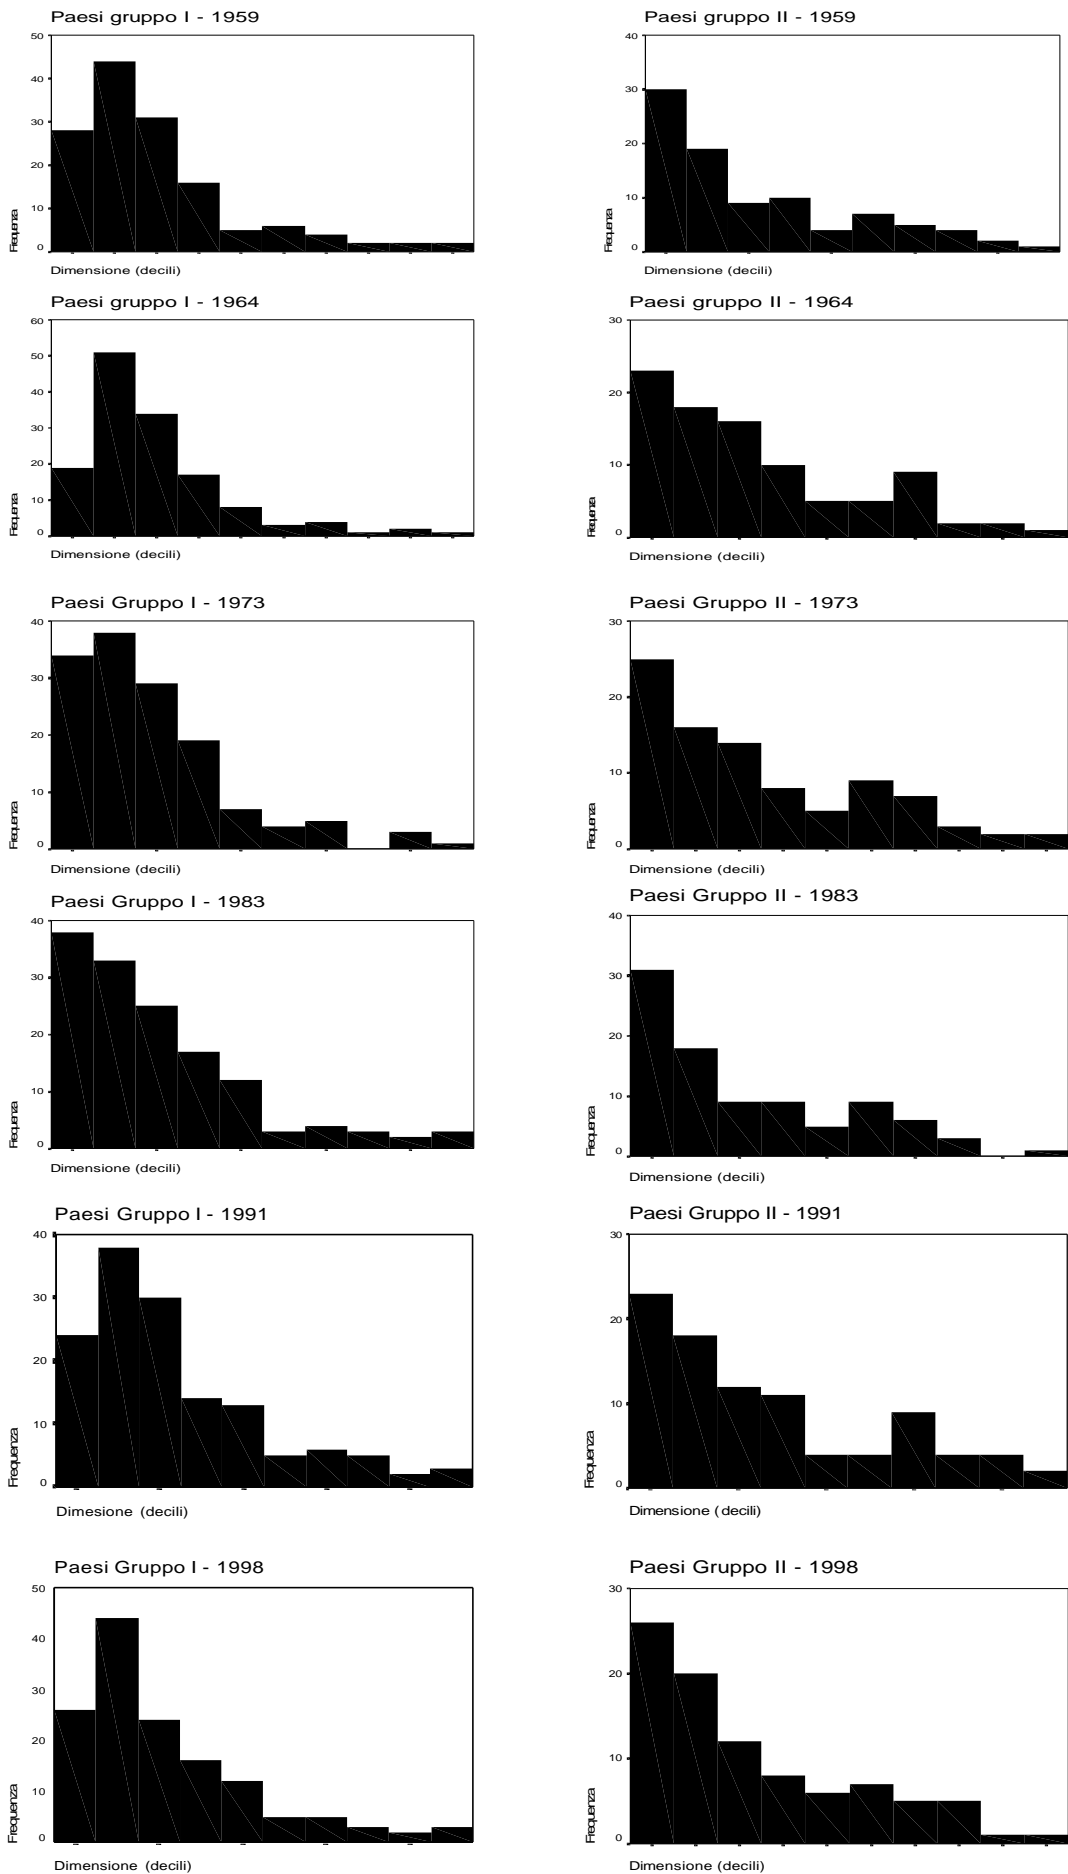 Paesi gruppo I - 1959
50
40
30
20
10
0
Frequenza
Dimensione (decili)
Paesi gruppo II - 1959
40
30
20
10
0
Frequenza
Dimensione (decili)
Paesi gruppo I - 1964
60
50
40
30
20
10
0
Frequenza
Dimensione (decili)
Paesi gruppo II - 1964
30
20
10
0
Frequenza
Dimensione (decili)
Paesi Gruppo I - 1973
40
30
20
10
0
Frequenza
Dimensione (decili)
Paesi Gruppo II - 1973
30
20
10
0
Frequenza
Dimensione (decili)
Paesi Gruppo I - 1983
40
30
20
10
0
Frequenza
Dimensione (decili)
Paesi Gruppo II - 1983
40
30
20
10
0
Frequenza
Dimensione (decili)
Paesi Gruppo I - 1991
40
30
20
10
0
Frequenza
Dimesione (decili)
Paesi Gruppo II - 1991
30
20
10
0
Frequenza
Dimensione (decili)
Paesi Gruppo I - 1998
50
40
30
20
10
0
Frequenza
Dimensione (decili)
Paesi Gruppo II - 1998
30
20
10
0
Frequenza
Dimensione (decili)